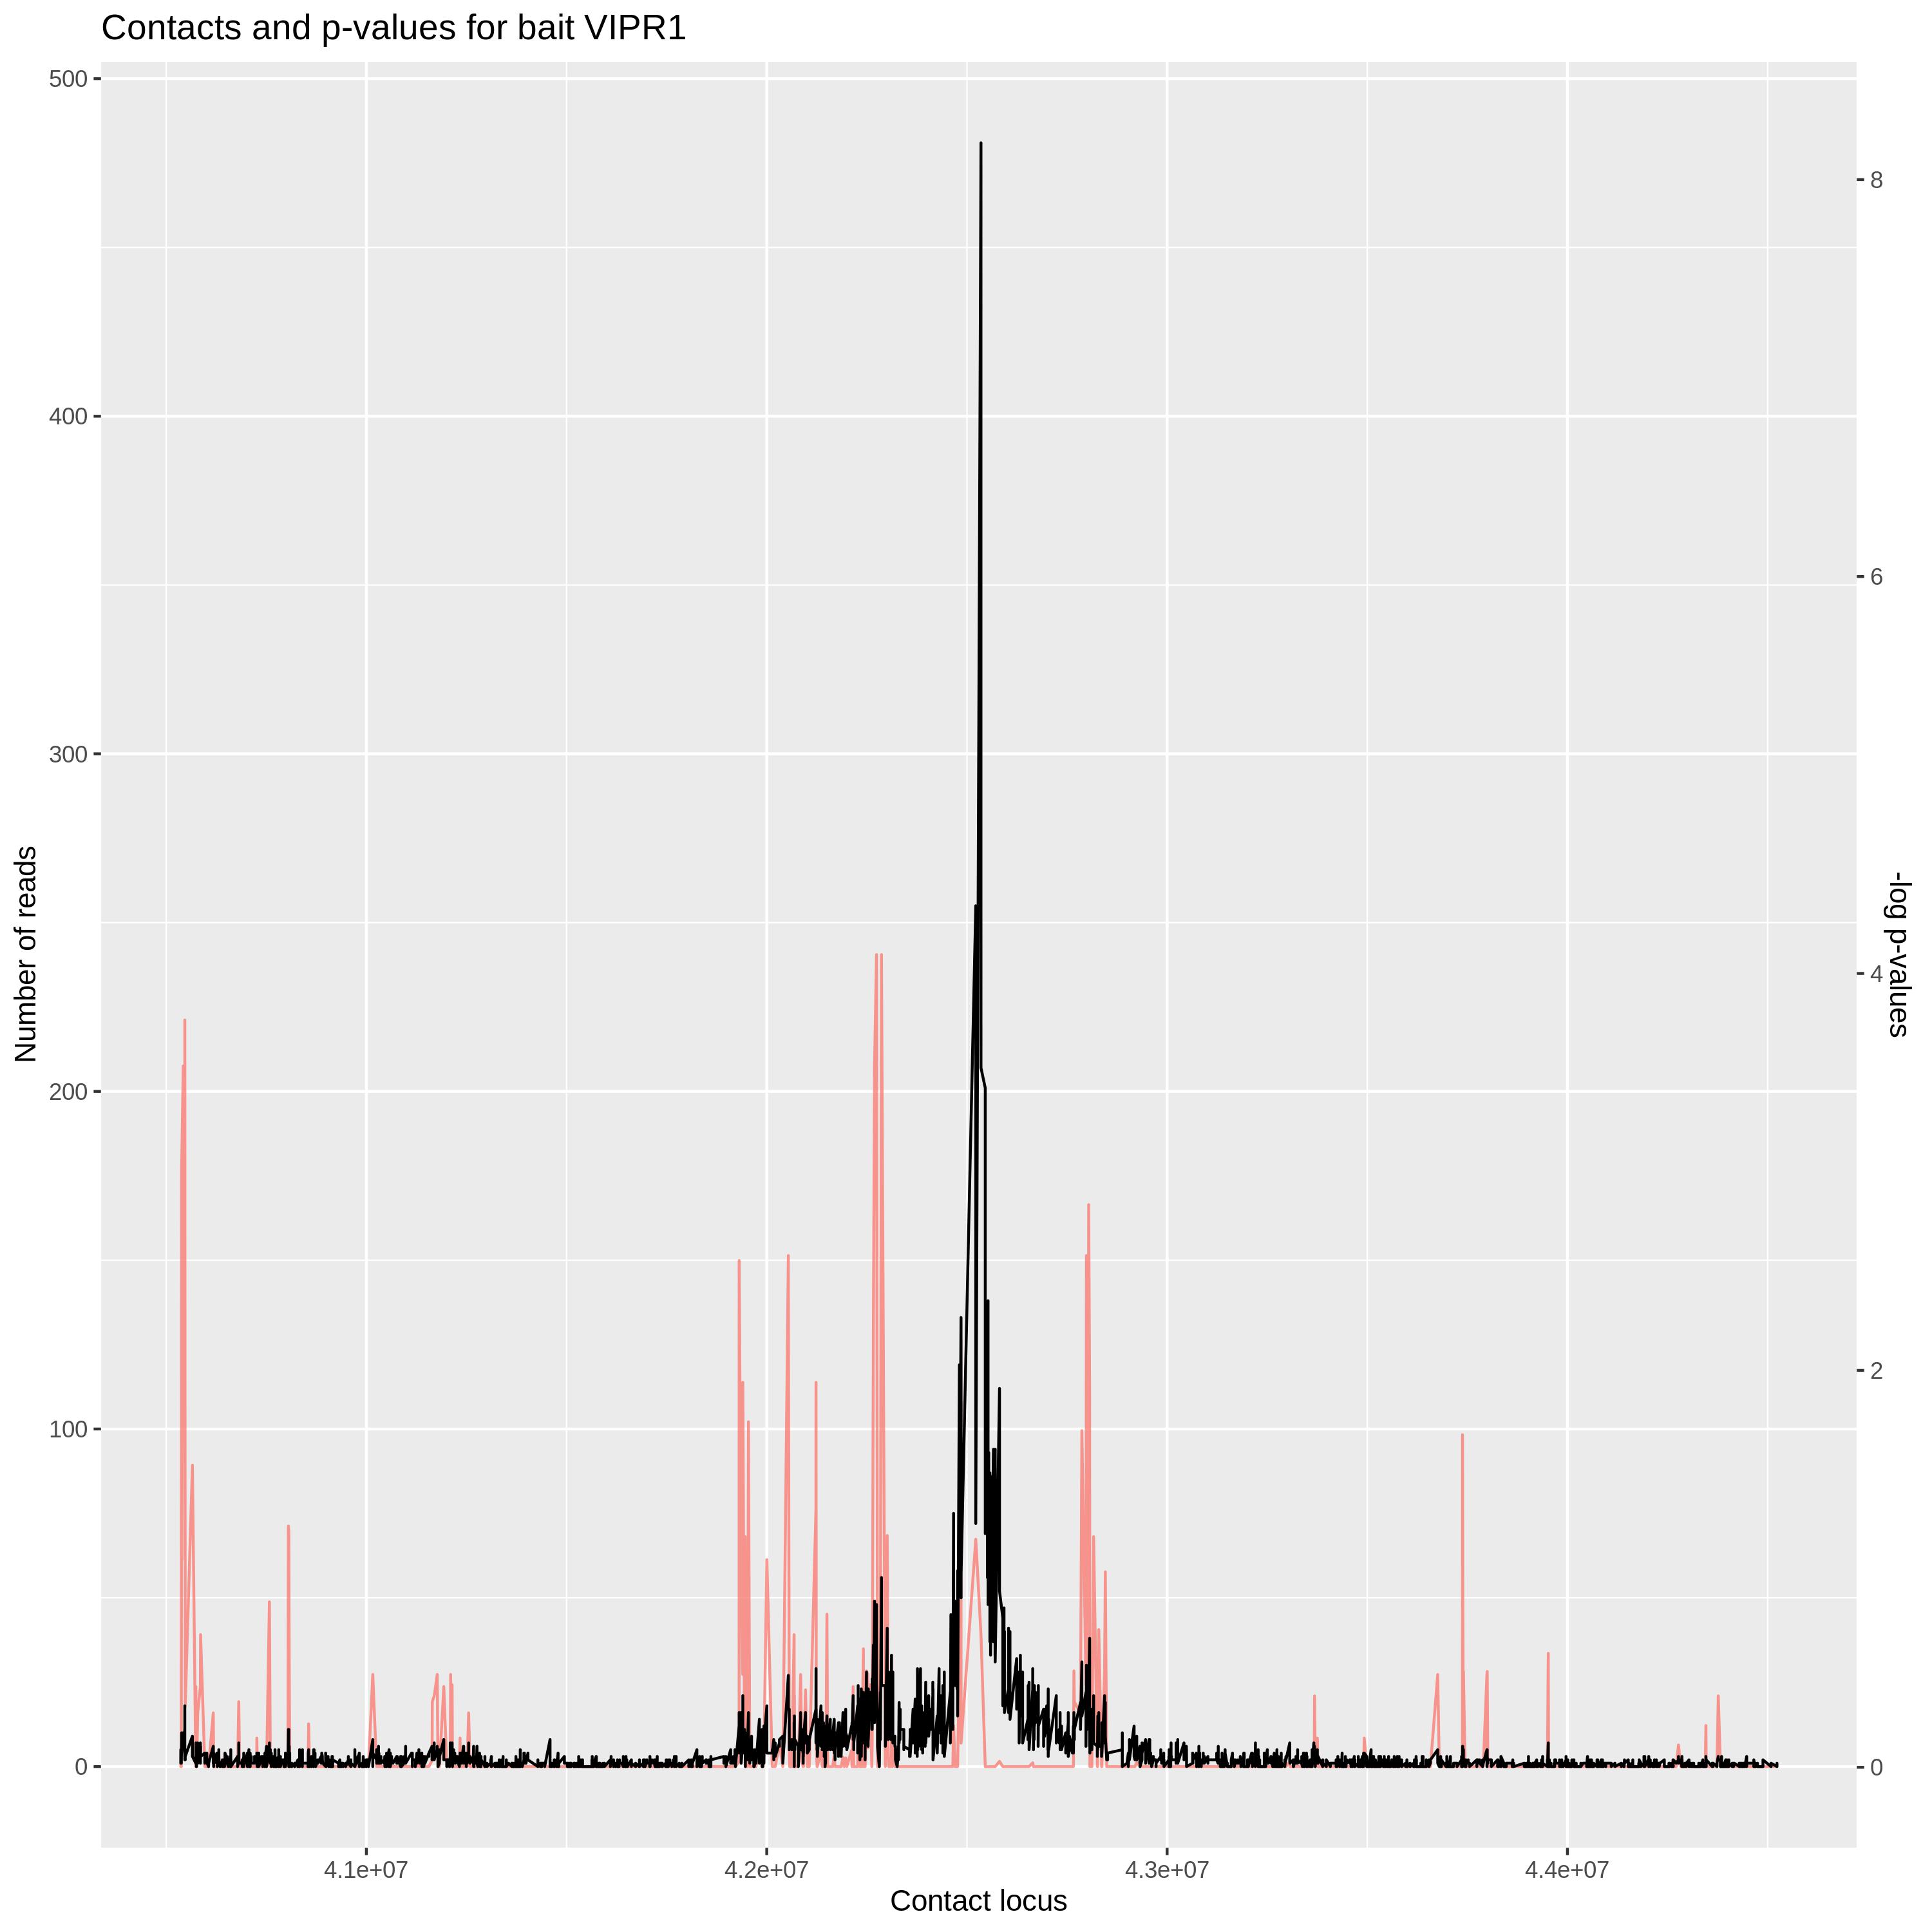 Contacts and p-values for bait VIPR1
500
400
300
200
100
0
Number of reads
8
6
4
2
0
-log p-values
4.1e+07
4.2e+07
4.3e+07
4.4e+07
Contact locus